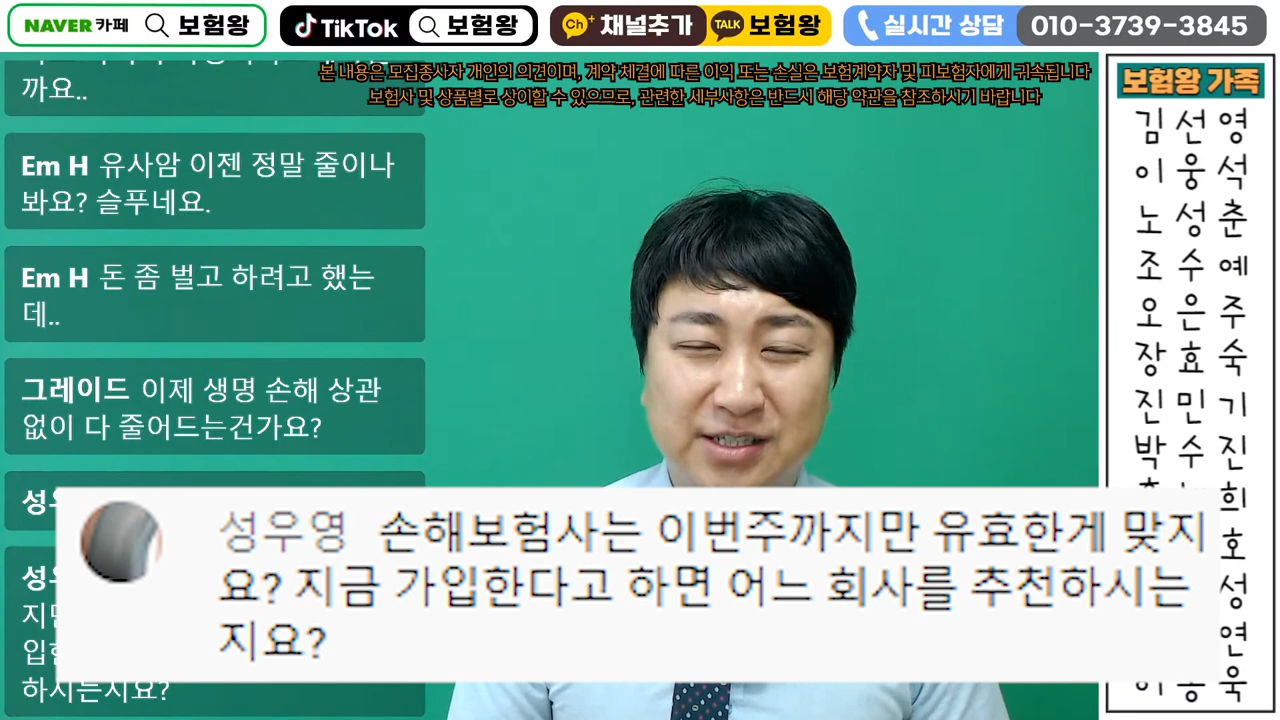 NAVER 카페 보험왕
TikTok 보험왕
Ch+ 채널추가 TALK 보험왕
실시간 상담 010-3739-3845
본 내용은 모집종사자 개인의 의견이며, 계약 체결에 따른 이익 또는 손실은 보험계약자 및 피보험자에게 귀속됩니다
보험사 및 상품별로 상이할 수 있으므로, 관련한 세부사항은 반드시 해당 약관을 참조하시기 바랍니다
까요..
Em H 유사암 이젠 정말 줄이나
봐요? 슬푸네요.
Em H 돈 좀 벌고 하려고 했는
데..
그레이드 이제 생명 손해 상관
없이 다 줄어드는건가요?
성우영 손해보험사는 이번주까지만 유효한게 맞지
요? 지금 가입한다고 하면 어느 회사를 추천하시는
지요?
하시는지요?
보험왕 가족
김선영
이웅석
노성춘
조수예
오은주
장효숙
진민기
박수진
희
호
성
연
욱